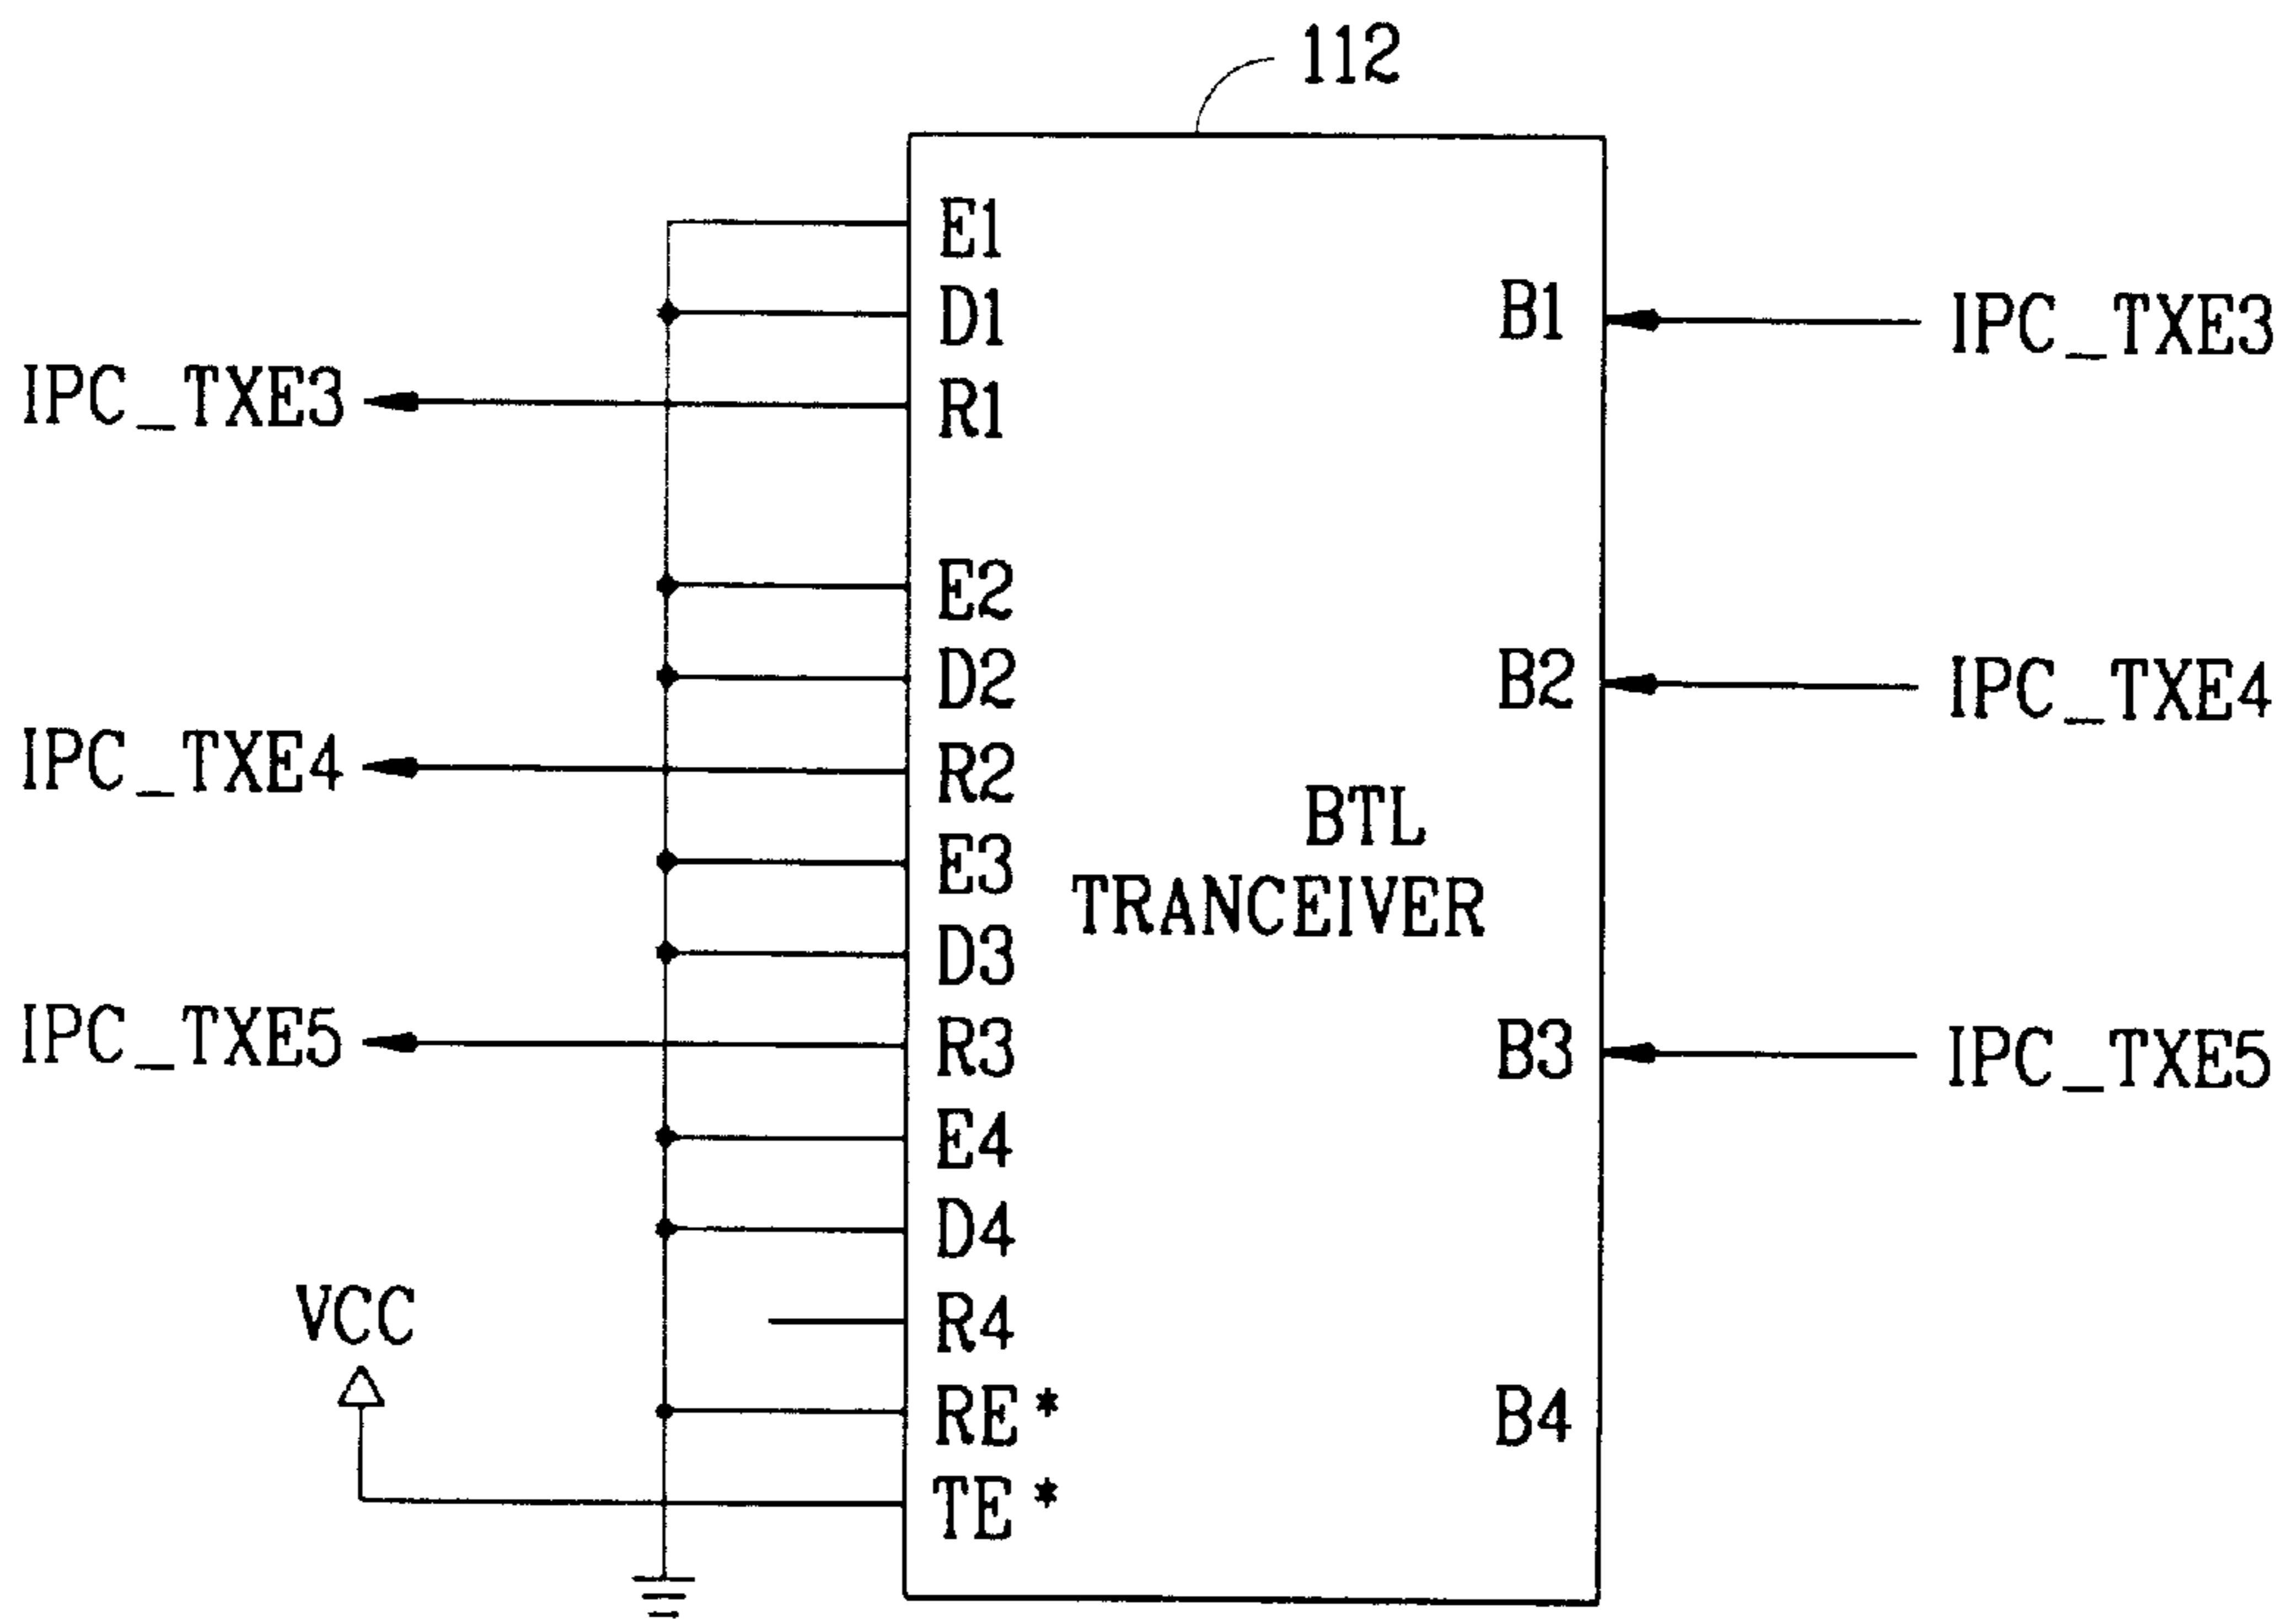 112
E1
D1
B1
IPC_TXE3
IPC_TXE3
R1
E2
D2
B2
IPC_TXE4
IPC_TXE4
R2
BTL
TRANCEIVER
E3
D3
IPC_TXE5
R3
B3
IPC_TXE5
E4
D4
VCC
R4
RE*
B4
TE*